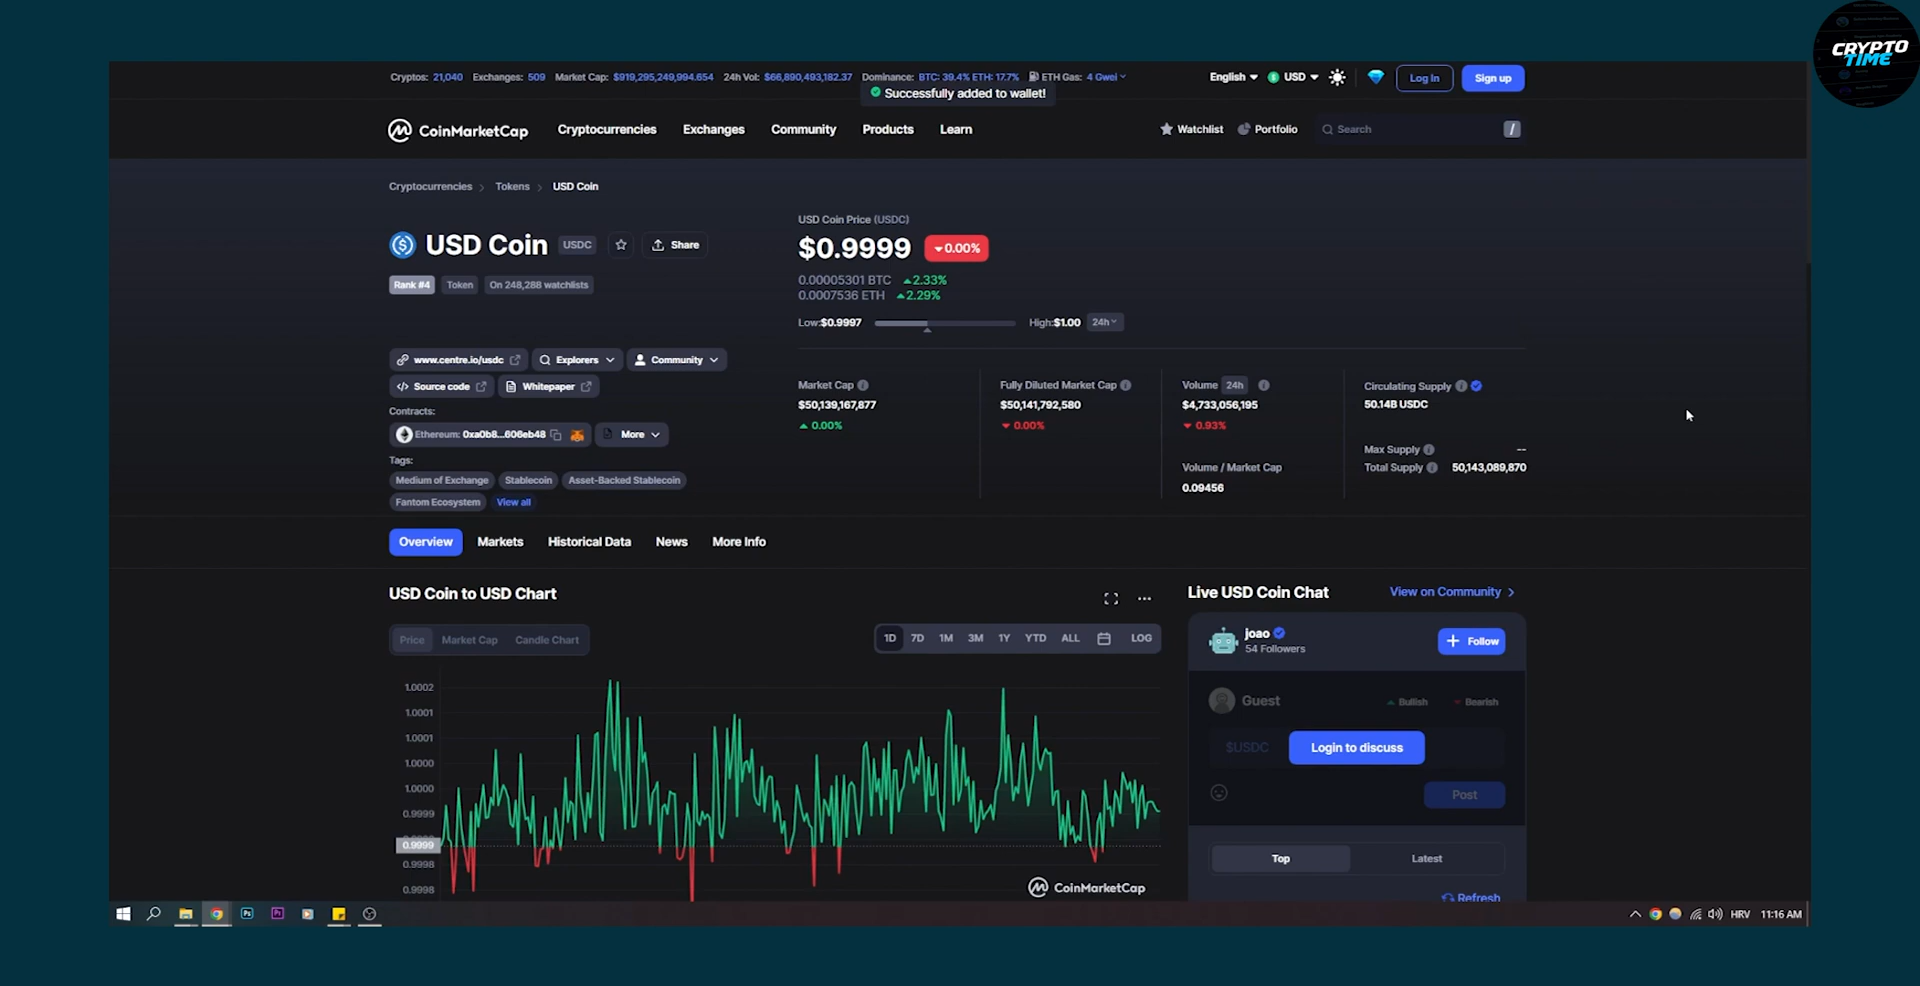 CRYPTO
TIME
Cryptos: 21,040 Exchanges: 509 Market Cap: $919,295,249,994.654 24h Vol: $66,890,493,182.37 Dominance: BTC: 39.4% ETH: 17.7% ETH Gas: 4 Gwei
English USD Log In Sign up
Successfully added to wallet!
CoinMarketCap Cryptocurrencies Exchanges Community Products Learn Watchlist Portfolio Search /
Cryptocurrencies Tokens USD Coin
USD Coin USDC Share
Rank #4 Token On 248,288 watchlists
USD Coin Price (USDC)
$0.9999 0.00%
0.00005301 BTC 2.33%
0.0007536 ETH 2.29%
Low:$0.9997 High:$1.00 24h
www.centre.io/usdc Explorers Community
Source code Whitepaper
Contracts:
Ethereum: 0xa0b8...606eb48 More
Tags:
Medium of Exchange Stablecoin Asset-Backed Stablecoin
Fantom Ecosystem View all
Market Cap
$50,139,167,877
0.00%
Fully Diluted Market Cap
$50,141,792,580
0.00%
Volume 24h
$4,733,056,195
0.93%
Volume / Market Cap
0.09456
Circulating Supply
50.14B USDC
Max Supply --
Total Supply 50,143,089,870
Overview Markets Historical Data News More Info
USD Coin to USD Chart
Price Market Cap Candle Chart
1D 7D 1M 3M 1Y YTD ALL LOG
1.0002
1.0001
1.0001
1.0000
1.0000
0.9999
0.9999
0.9998
0.9998
CoinMarketCap
Live USD Coin Chat View on Community
joao
54 Followers
Follow
Guest Bullish Bearish
$USDC Login to discuss
Post
Top Latest
Refresh
Ps Pr
HRV 11:16 AM